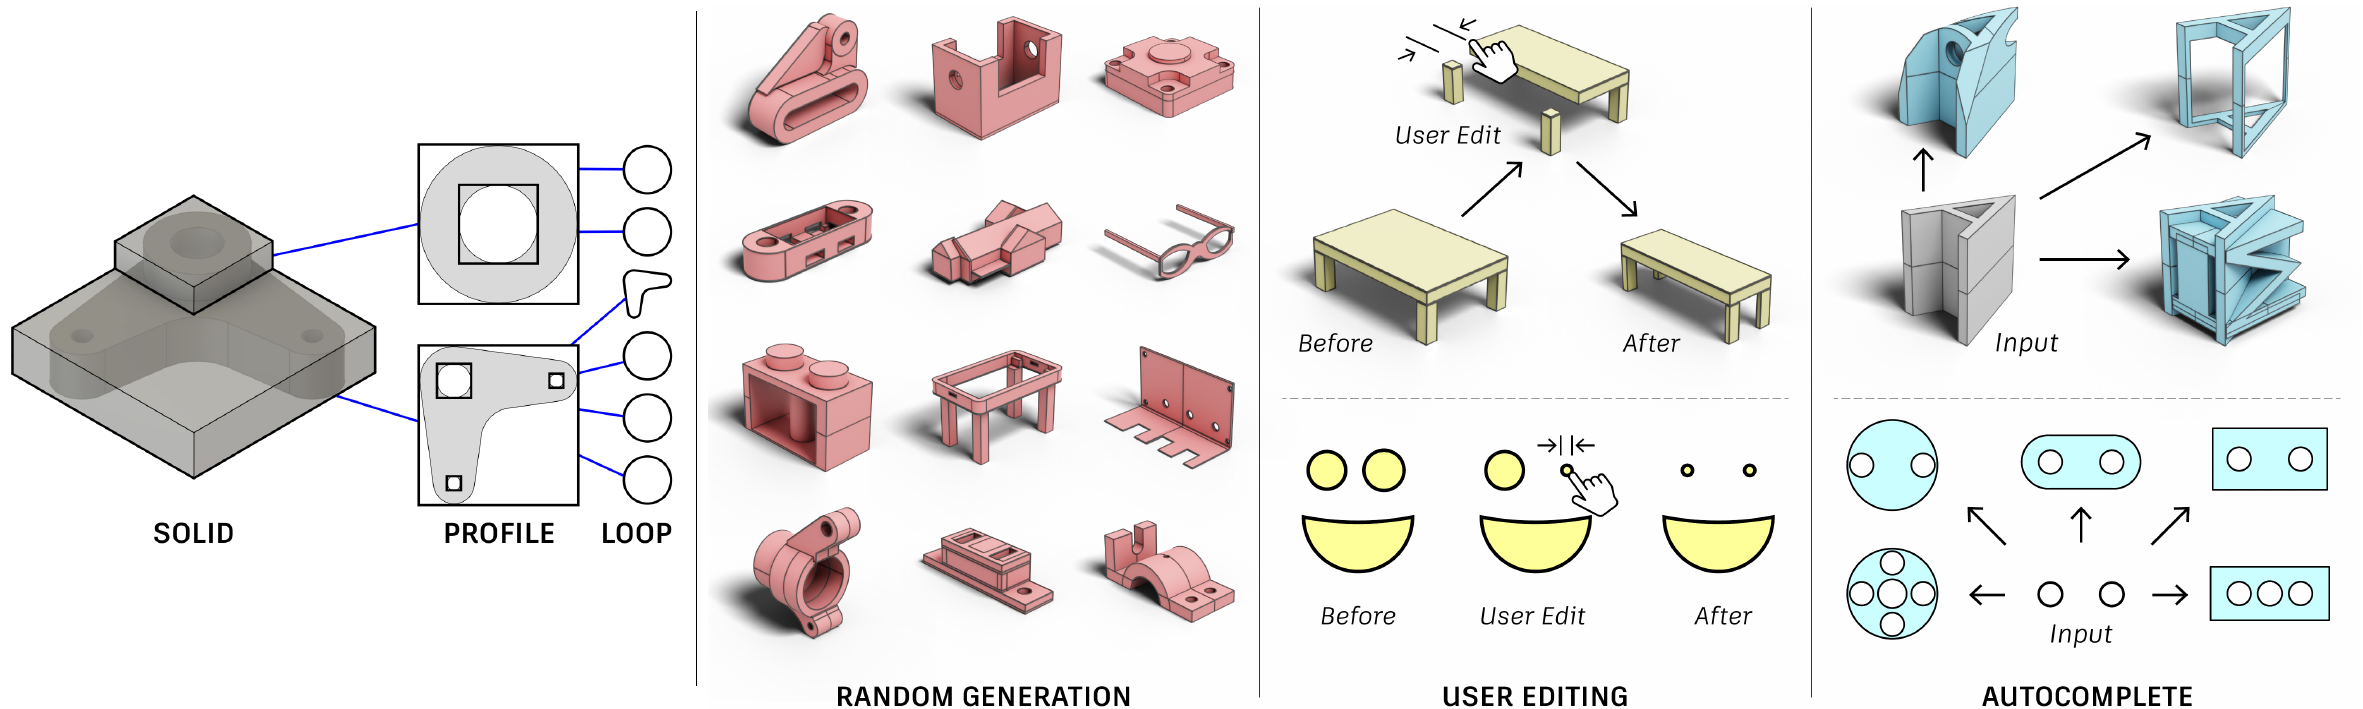 SOLID
PROFILE
LOOP
RANDOM GENERATION
User Edit
Before
After
Before
User Edit
After
USER EDITING
Input
Input
AUTOCOMPLETE